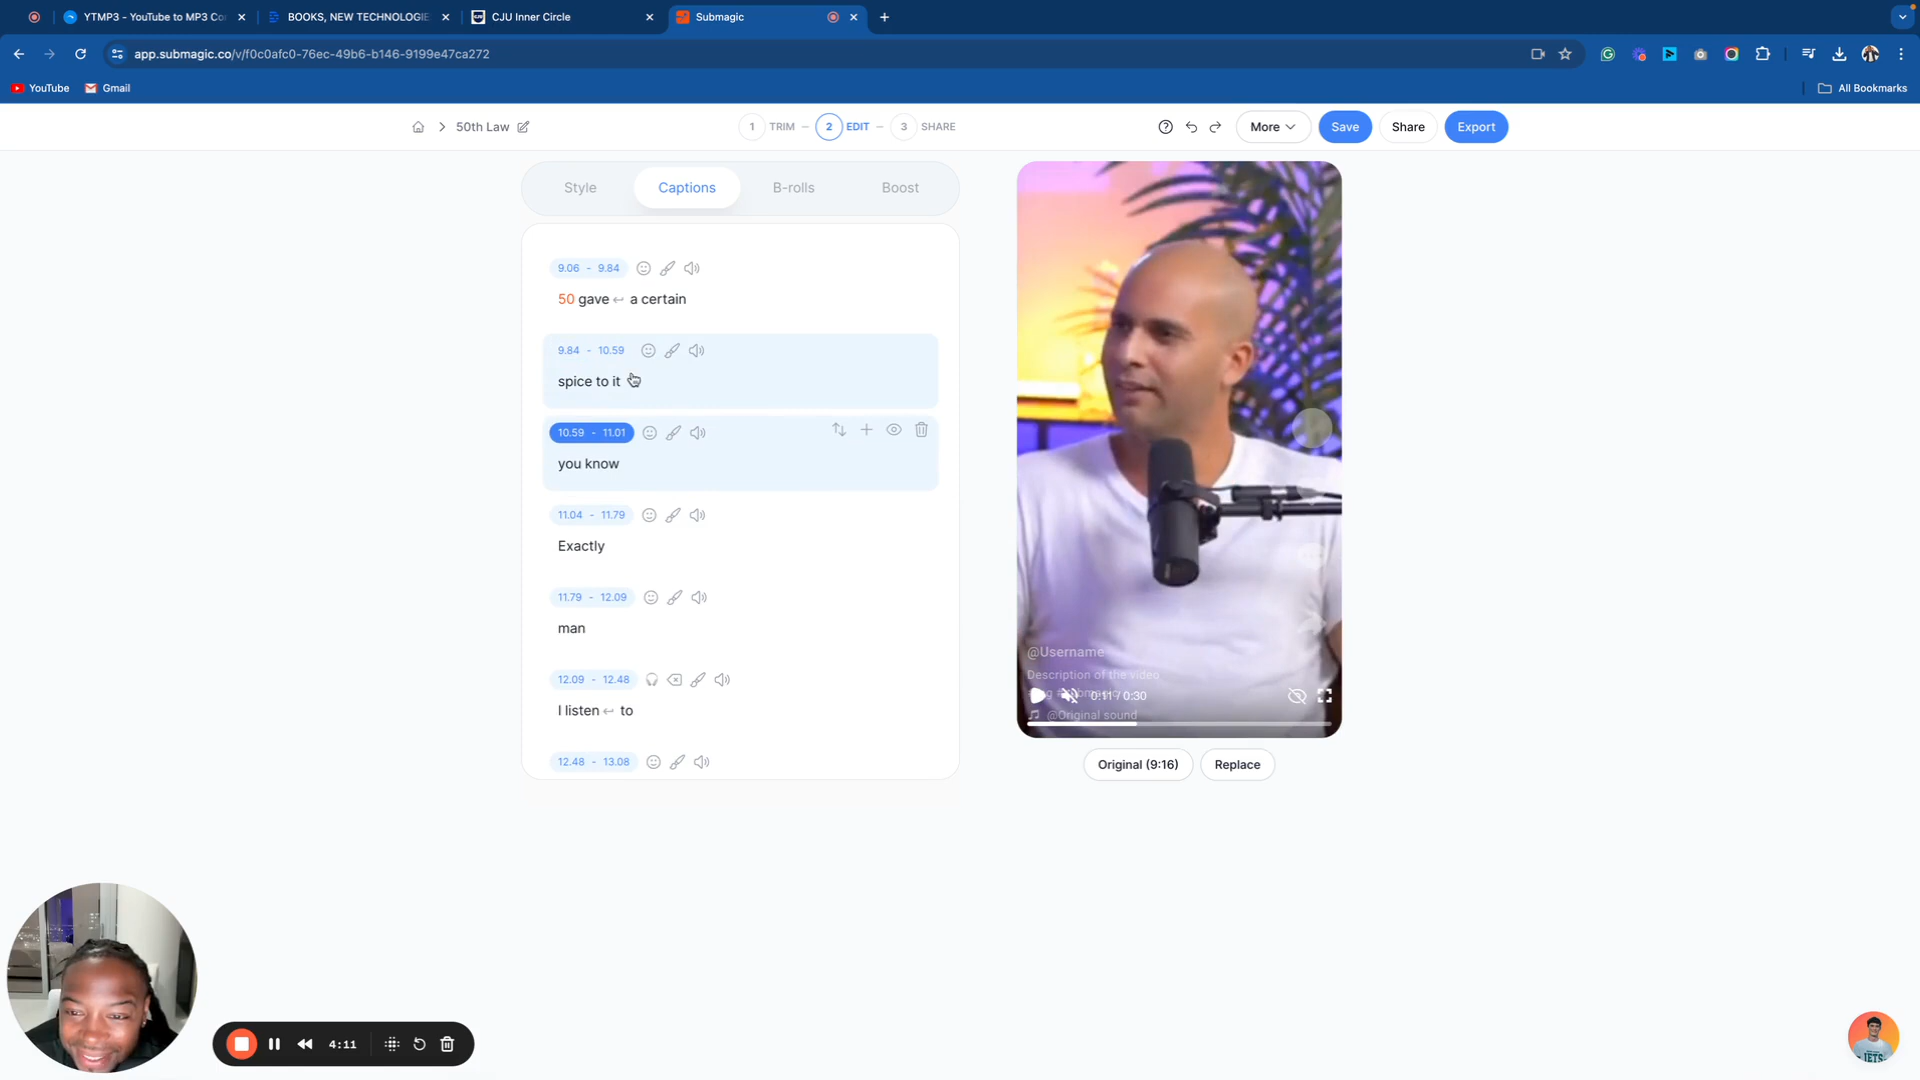 YTMP3 - YouTube to MP3 Co
BOOKS, NEW TECHNOLOGIE
CJU Inner Circle
Submagic
app.submagic.co/v/f0c0afc0-76ec-49b6-b146-9199e47ca272
YouTube
Gmail
All Bookmarks
50th Law
1 TRIM – 2 EDIT – 3 SHARE
More
Save
Share
Export
Style
Captions
B-rolls
Boost
9.06 - 9.84
50 gave ↩ a certain
9.84 - 10.59
spice to it
10.59 - 11.01
you know
11.04 - 11.79
Exactly
11.79 - 12.09
man
12.09 - 12.48
I listen ↩ to
12.48 - 13.08
@Username
Description of the video
0:11 / 0:30
@Original sound
Original (9:16)
Replace
4:11
JETS